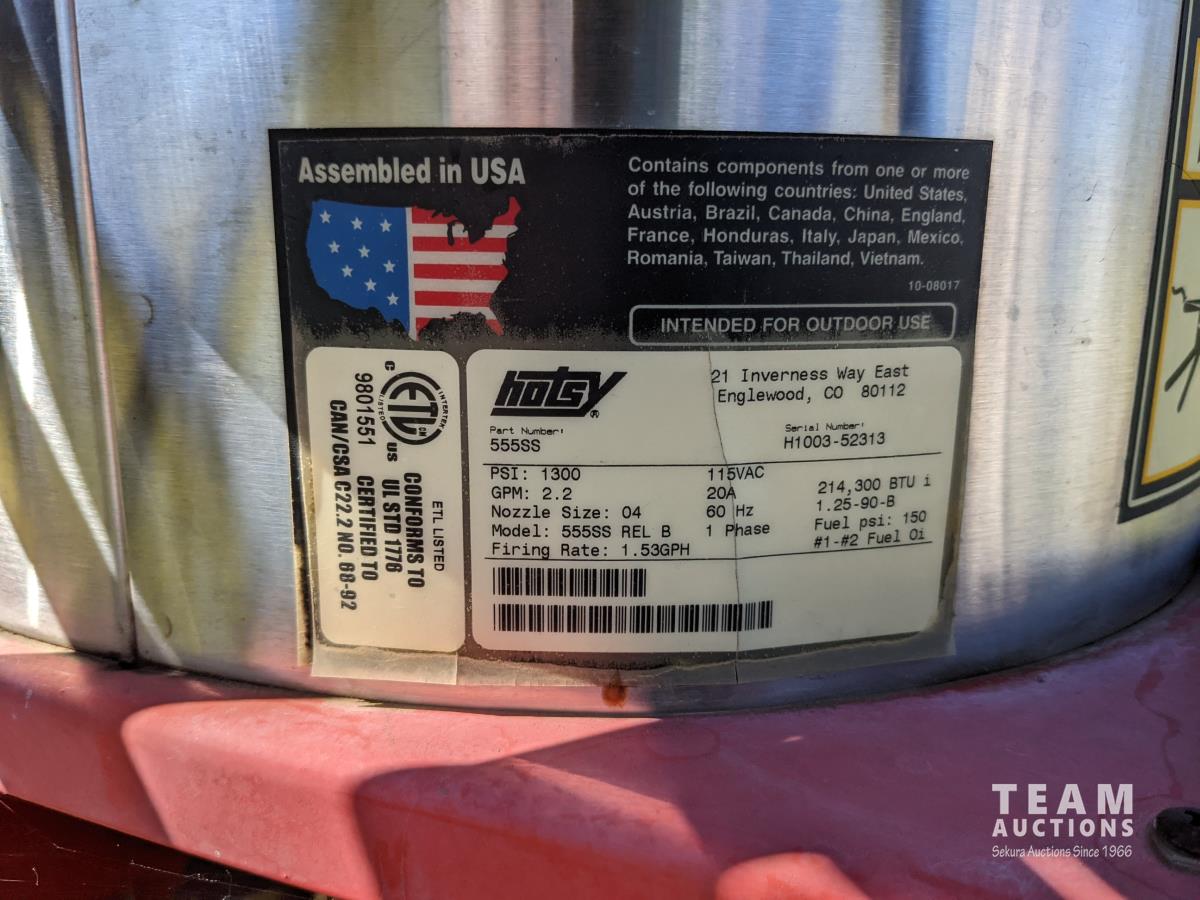 Assembled in USA
Contains components from one or more
of the following countries: United States,
Austria, Brazil, Canada, China, England,
France, Honduras, Italy, Japan, Mexico,
Romania, Taiwan, Thailand, Vietnam.
10-08017
INTENDED FOR OUTDOOR USE
C ETL CM US
INTERTEK
LISTED
9801551
ETL LISTED
CONFORMS TO
UL STD 1776
CERTIFIED TO
CAN/CSA C22.2 NO. 68-92
hotsy®
21 Inverness Way East
Englewood, CO 80112
Part Number:
555SS
Serial Number:
H1003-52313
PSI: 1300
GPM: 2.2
Nozzle Size: 04
Model: 555SS REL B
Firing Rate: 1.53GPH
115VAC
20A
60 Hz
1 Phase
214,300 BTU i
1.25-90-B
Fuel psi: 150
#1-#2 Fuel Oi
TEAM
AUCTIONS
Sekura Auctions Since 1966